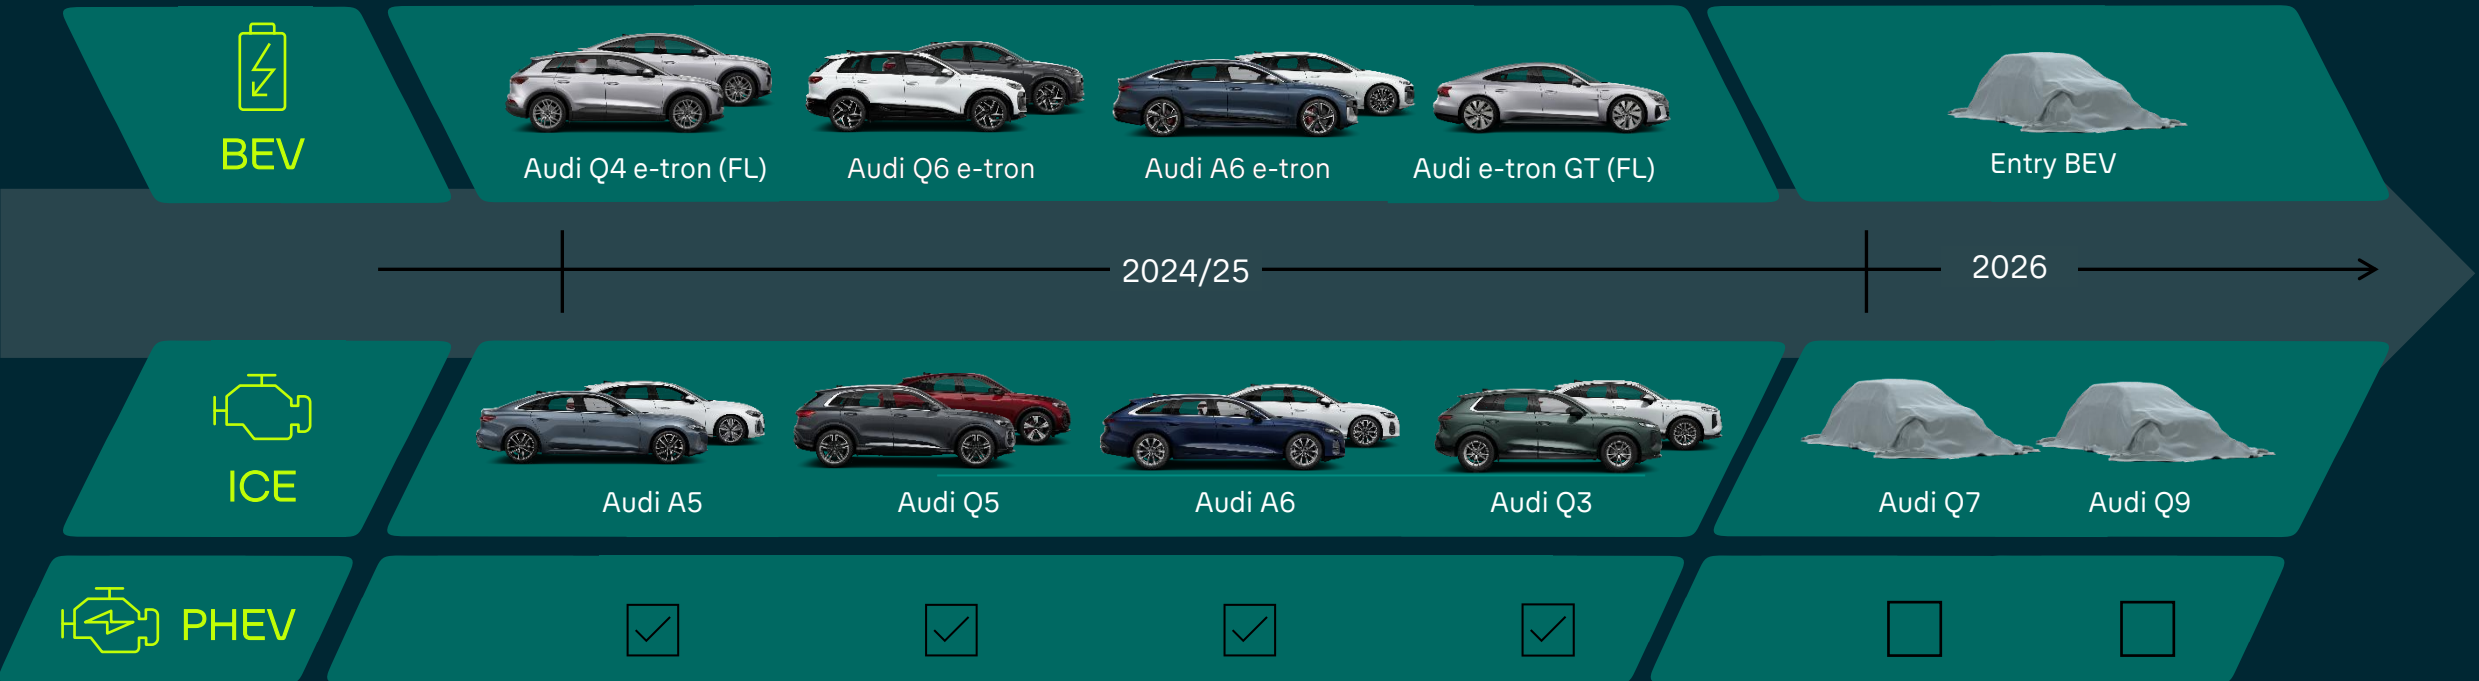 BEV
Audi Q4 e-tron (FL)
Audi Q6 e-tron
Audi A6 e-tron
Audi e-tron GT (FL)
Entry BEV
2024/25
2026
ICE
Audi A5
Audi Q5
Audi A6
Audi Q3
Audi Q7
Audi Q9
PHEV